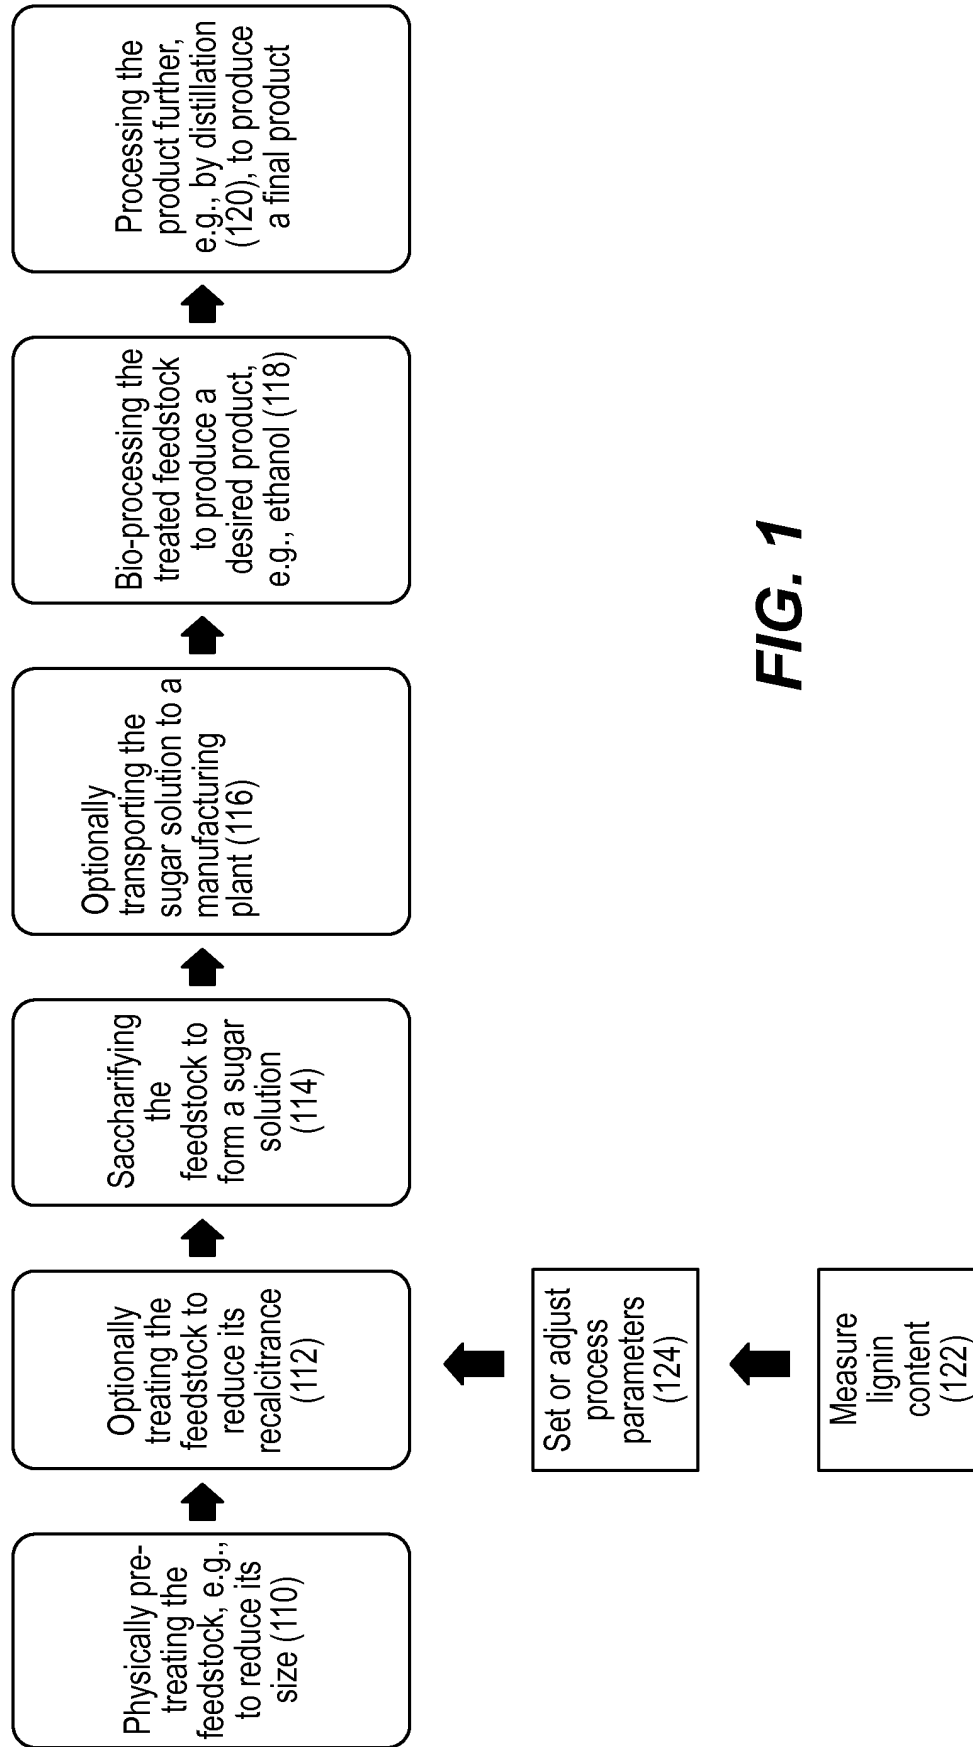 Physically pre-
treating the
feedstock, e.g.,
to reduce its
size (110)
Optionally
treating the
feedstock to
reduce its
recalcitrance
(112)
Saccharifying
the
feedstock to
form a sugar
solution
(114)
Optionally
transporting the
sugar solution to a
manufacturing
plant (116)
Bio-processing the
treated feedstock
to produce a
desired product,
e.g., ethanol (118)
Processing the
product further,
e.g., by distillation
(120), to produce
a final product
Set or adjust
process
parameters
(124)
Measure
lignin
content
(122)
FIG. 1